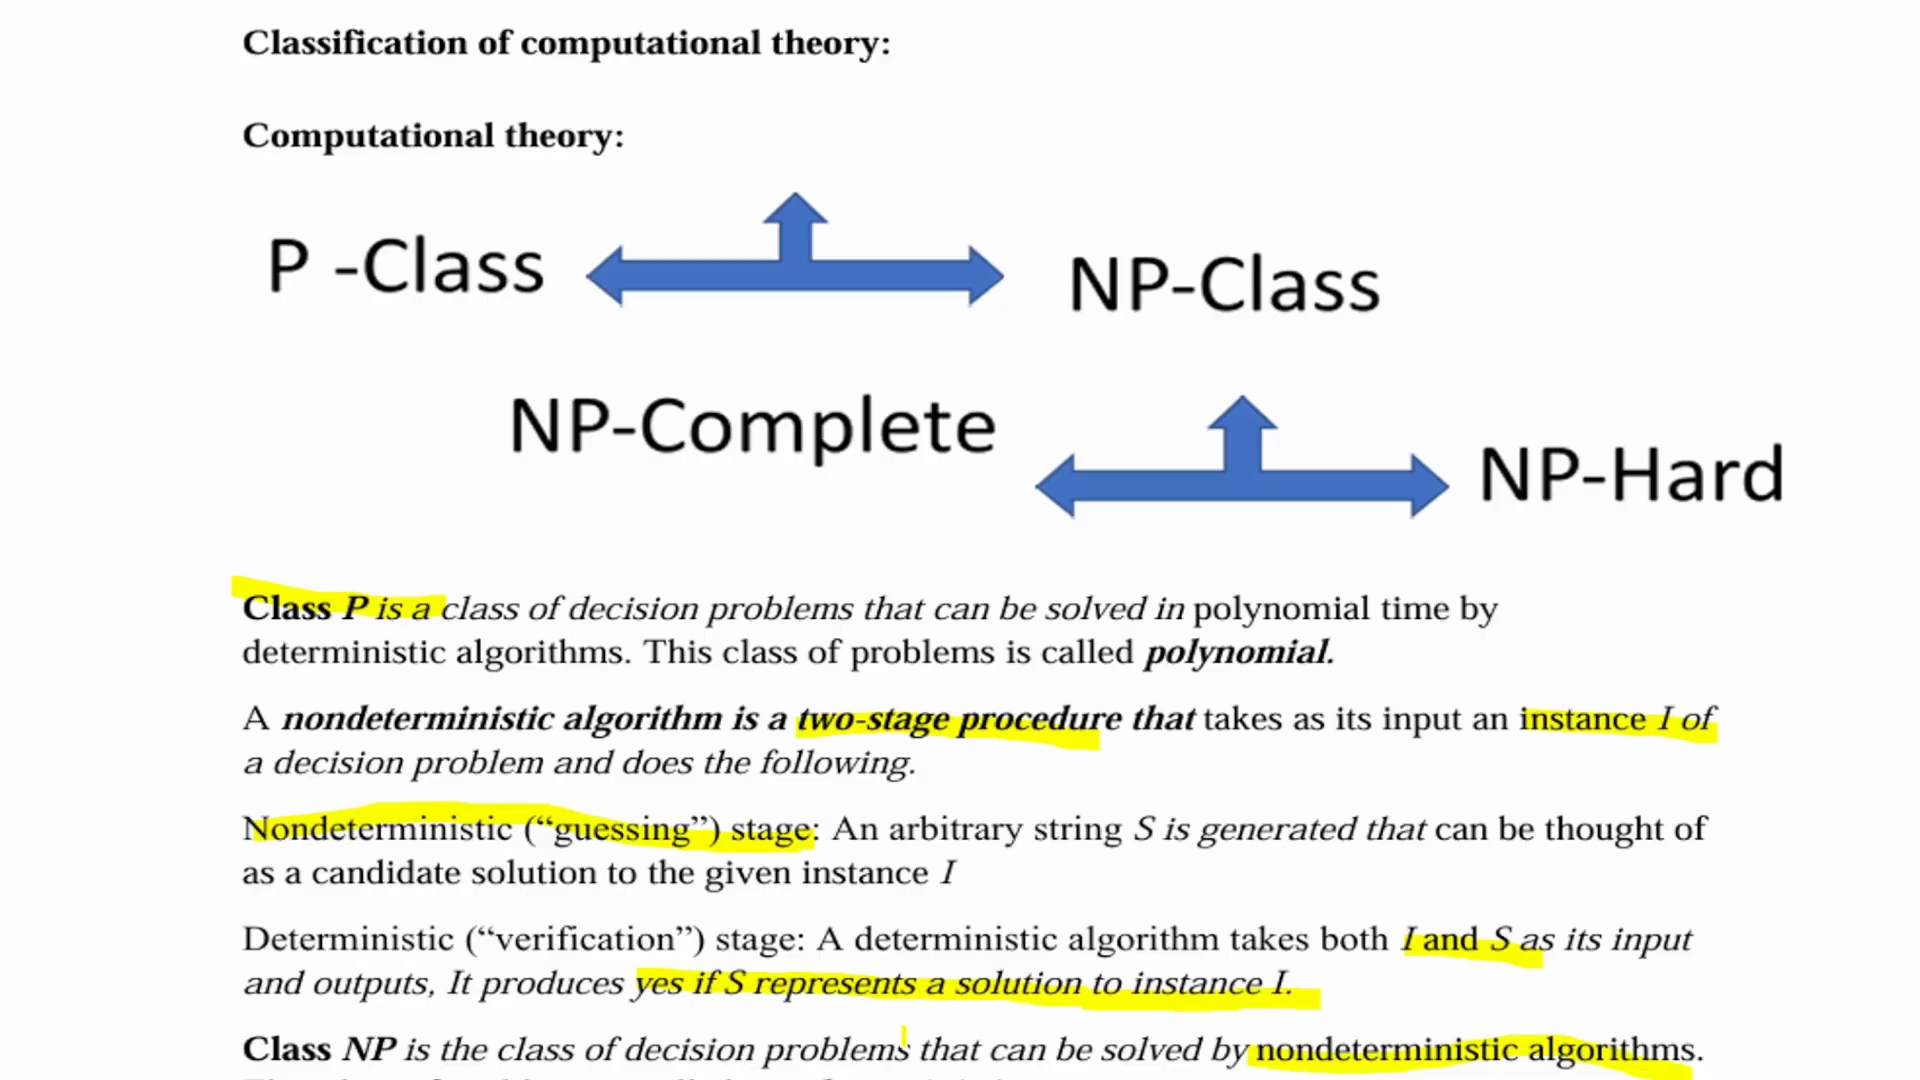 Classification of computational theory:
Computational theory:
P -Class
NP-Class
NP-Complete
NP-Hard
Class P is a class of decision problems that can be solved in polynomial time by
deterministic algorithms. This class of problems is called polynomial.
A nondeterministic algorithm is a two-stage procedure that takes as its input an instance I of
a decision problem and does the following.
Nondeterministic (“guessing”) stage: An arbitrary string S is generated that can be thought of
as a candidate solution to the given instance I
Deterministic (“verification”) stage: A deterministic algorithm takes both I and S as its input
and outputs, It produces yes if S represents a solution to instance I.
Class NP is the class of decision problems that can be solved by nondeterministic algorithms.